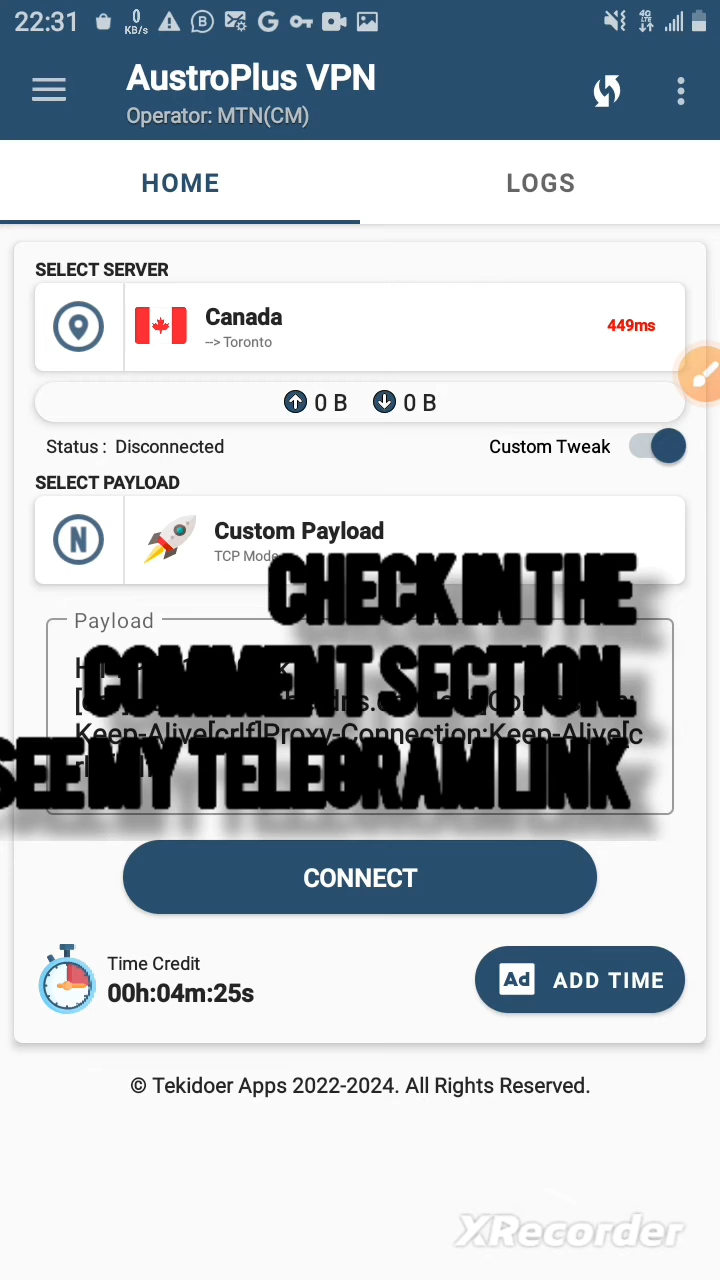 22:31
0
KB/s
4G
LTE
AustroPlus VPN
Operator: MTN(CM)
HOME
LOGS
SELECT SERVER
Canada
--> Toronto
449ms
0 B
0 B
Status : Disconnected
Custom Tweak
SELECT PAYLOAD
N
Custom Payload
TCP Mode
CHECK IN THE
Payload
COMMENT SECTION.
Keep-Alive[crlf]Proxy-Connection:Keep-Alive[c
SEE MY TELEGRAM LINK
CONNECT
Time Credit
00h:04m:25s
Ad
ADD TIME
© Tekidoer Apps 2022-2024. All Rights Reserved.
XRecorder